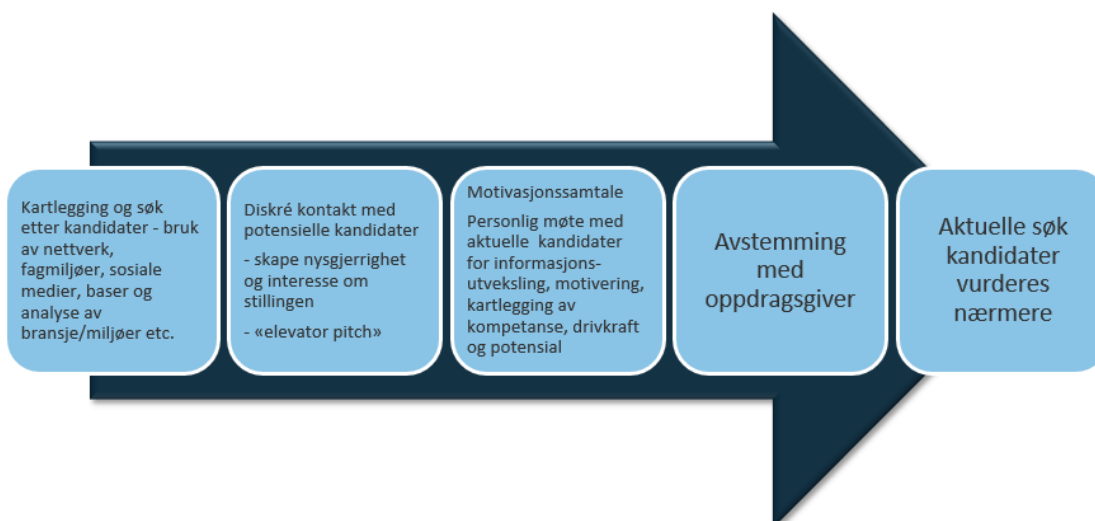 Kartlegging og søk
etter kandidater - bruk
av nettverk,
fagmiljøer, sosiale
medier, baser og
analyse av
bransje/miljøer etc.
Diskré kontakt med
potensielle kandidater
- skape nysgjerrighet
og interesse om
stillingen
- «elevator pitch»
Motivasjonssamtale
Personlig møte med
aktuelle kandidater
for informasjons-
utveksling, motivering,
kartlegging av
kompetanse, drivkraft
og potensial
Avstemming
med
oppdragsgiver
Aktuelle søk
kandidater
vurderes
nærmere